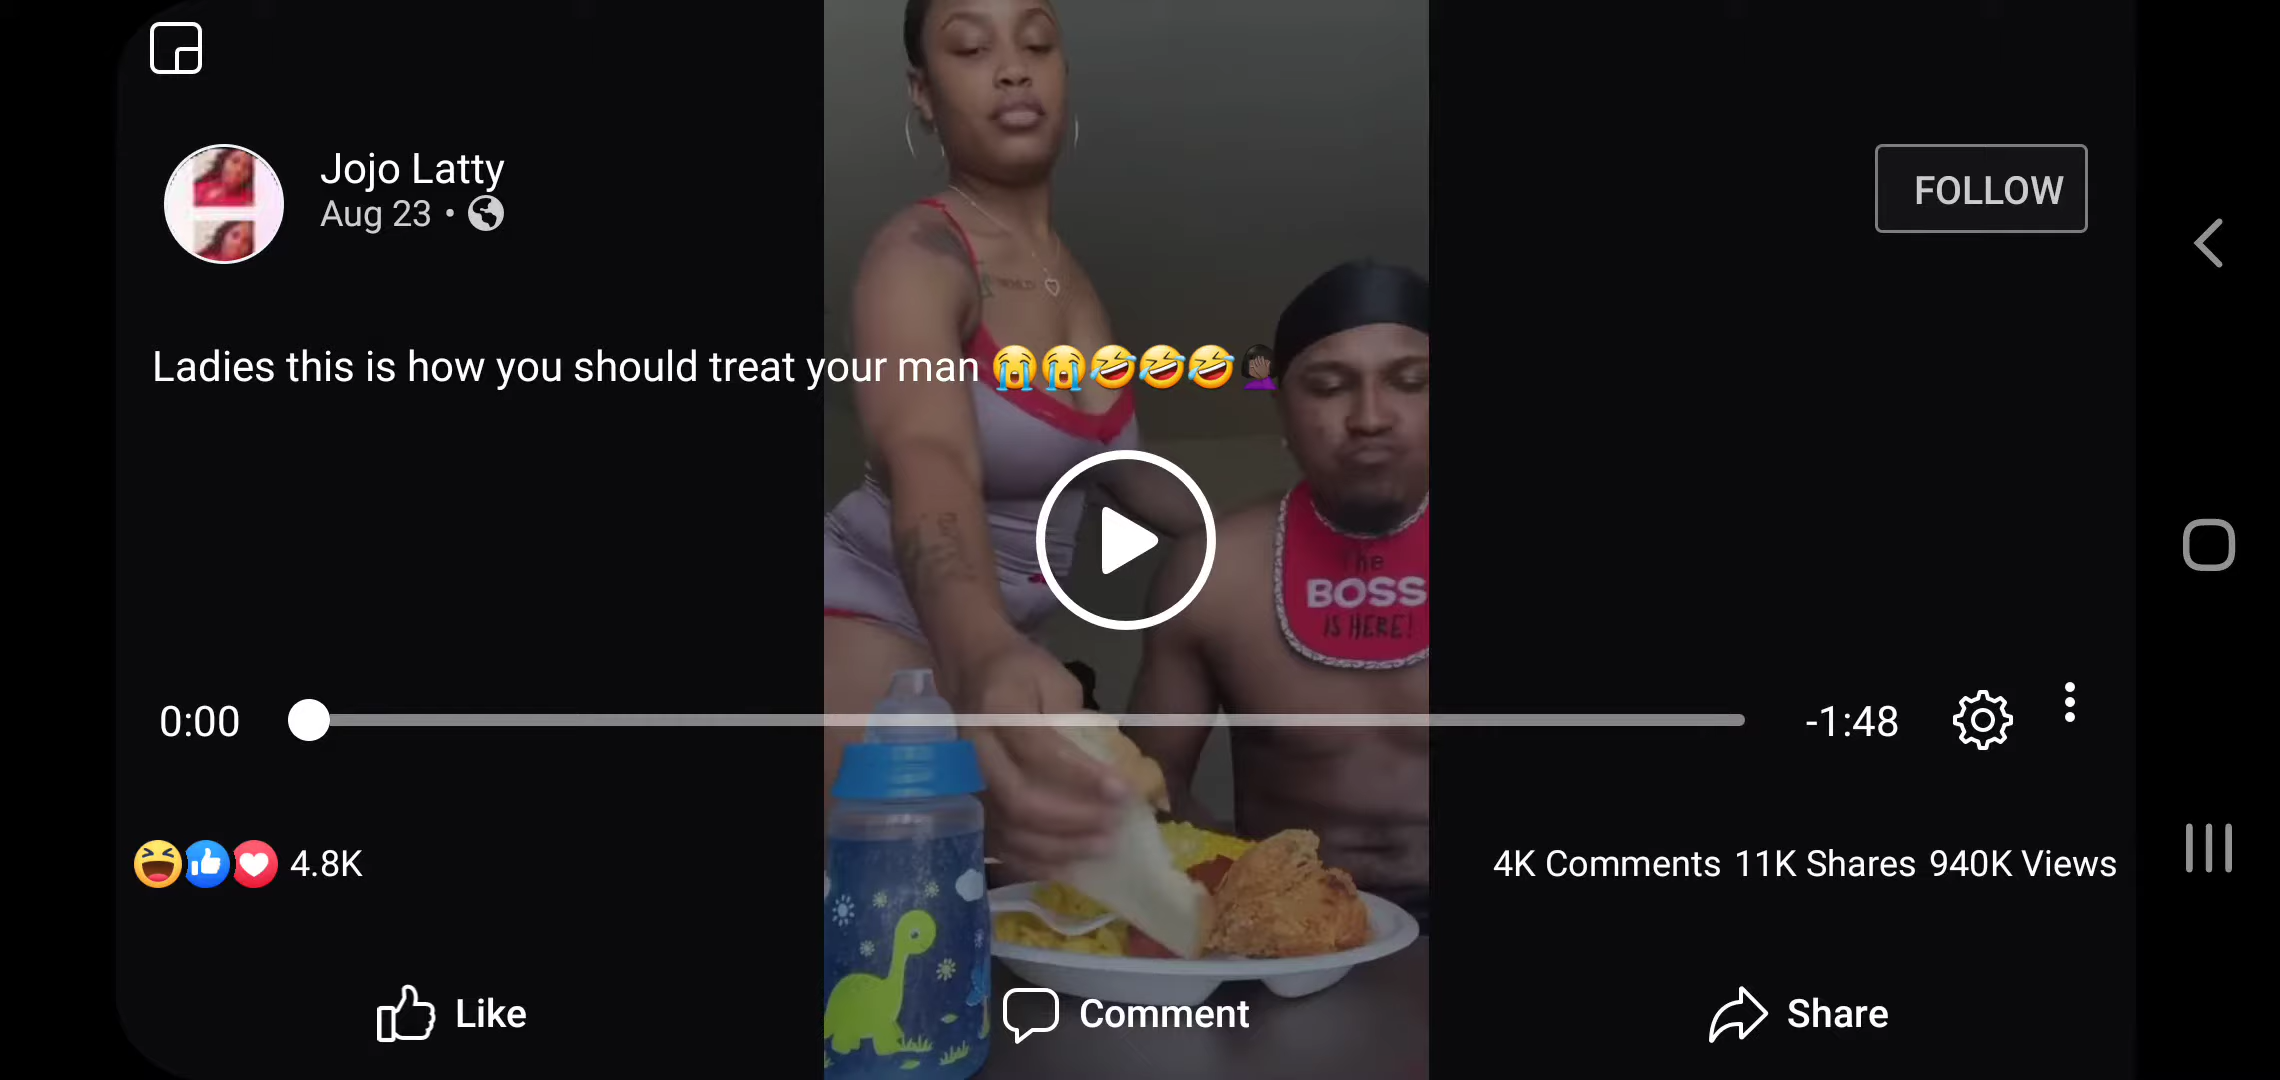 Jojo Latty
Aug 23 •
FOLLOW
Ladies this is how you should treat your man 😭😭🤣🤣🤣🤦🏿‍♀️
The
BOSS
IS HERE!
0:00
-1:48
4.8K
4K Comments 11K Shares 940K Views
Like
Comment
Share